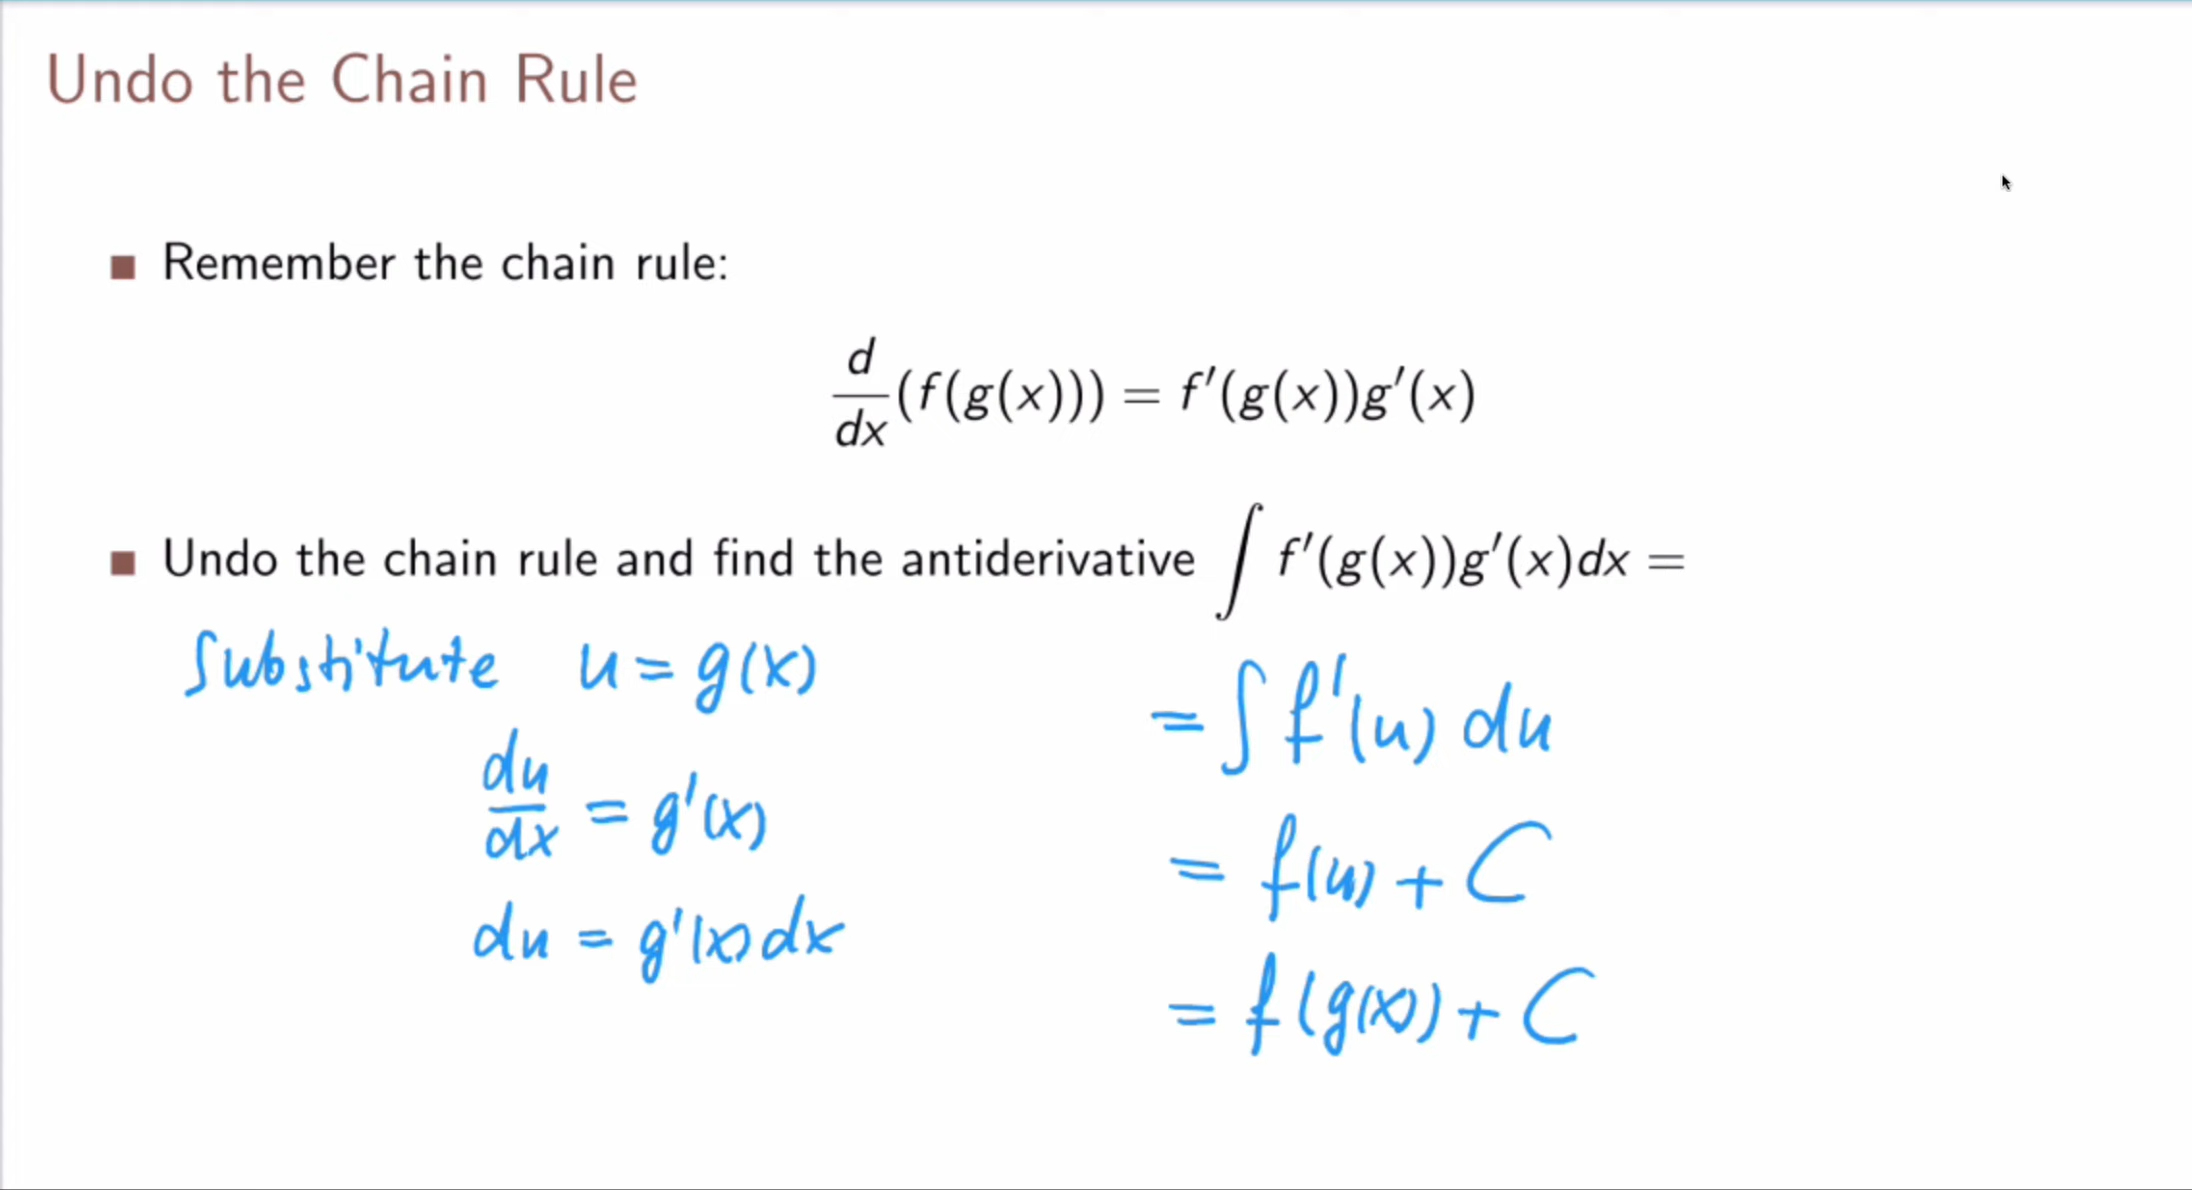 Undo the Chain Rule
Remember the chain rule:
d/dx (f(g(x))) = f′(g(x))g′(x)
Undo the chain rule and find the antiderivative ∫ f′(g(x))g′(x)dx =
Substitute u = g(x)
du/dx = g'(x)
du = g'(x)dx
= ∫ f'(u) du
= f(u) + C
= f(g(x)) + C